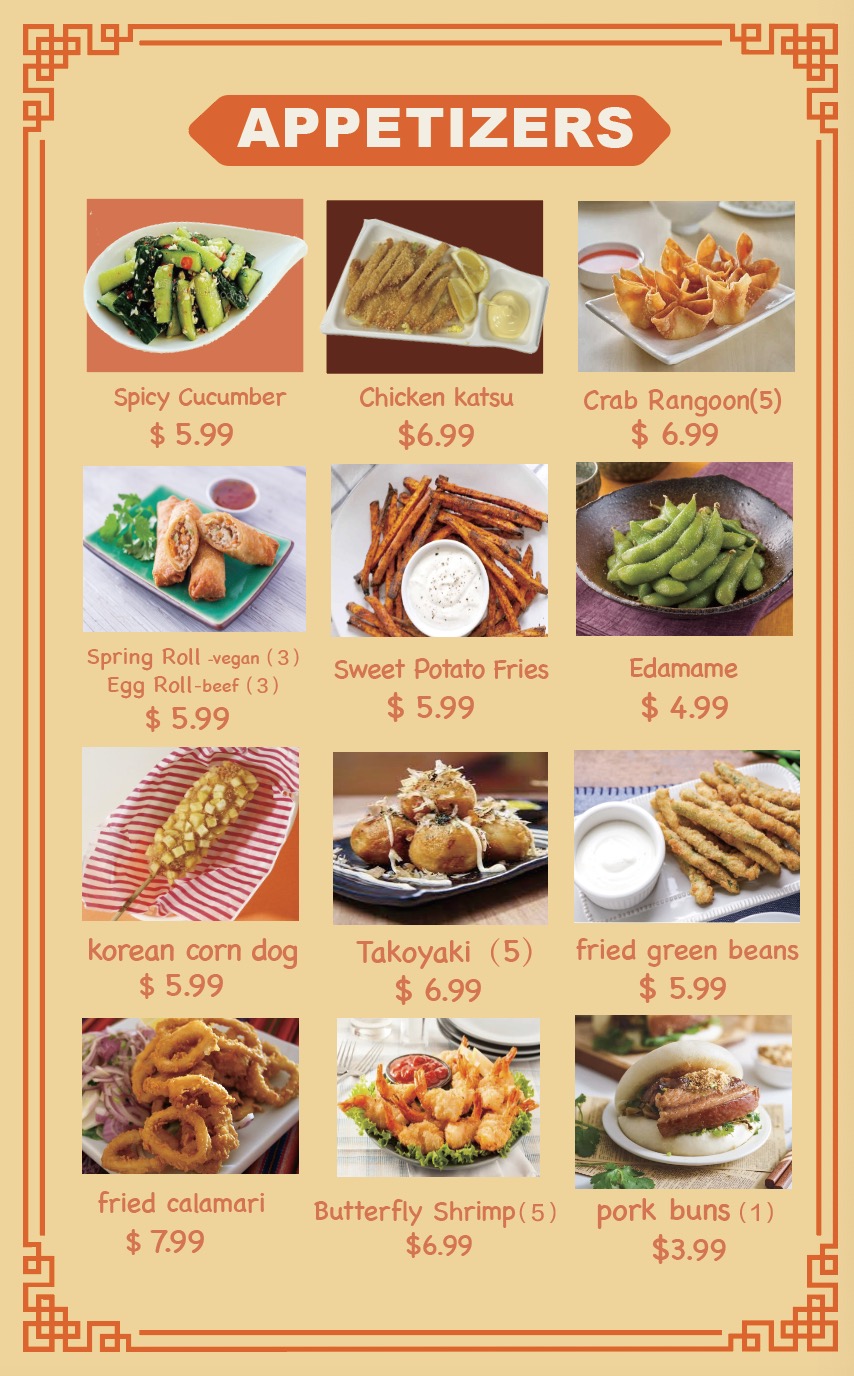 APPETIZERS
Spicy Cucumber
$ 5.99
Chicken katsu
$6.99
Crab Rangoon(5)
$ 6.99
Spring Roll -vegan (3)
Egg Roll-beef (3)
$ 5.99
Sweet Potato Fries
$ 5.99
Edamame
$ 4.99
korean corn dog
$ 5.99
Takoyaki (5)
$ 6.99
fried green beans
$ 5.99
fried calamari
$ 7.99
Butterfly Shrimp(5)
$6.99
pork buns (1)
$3.99